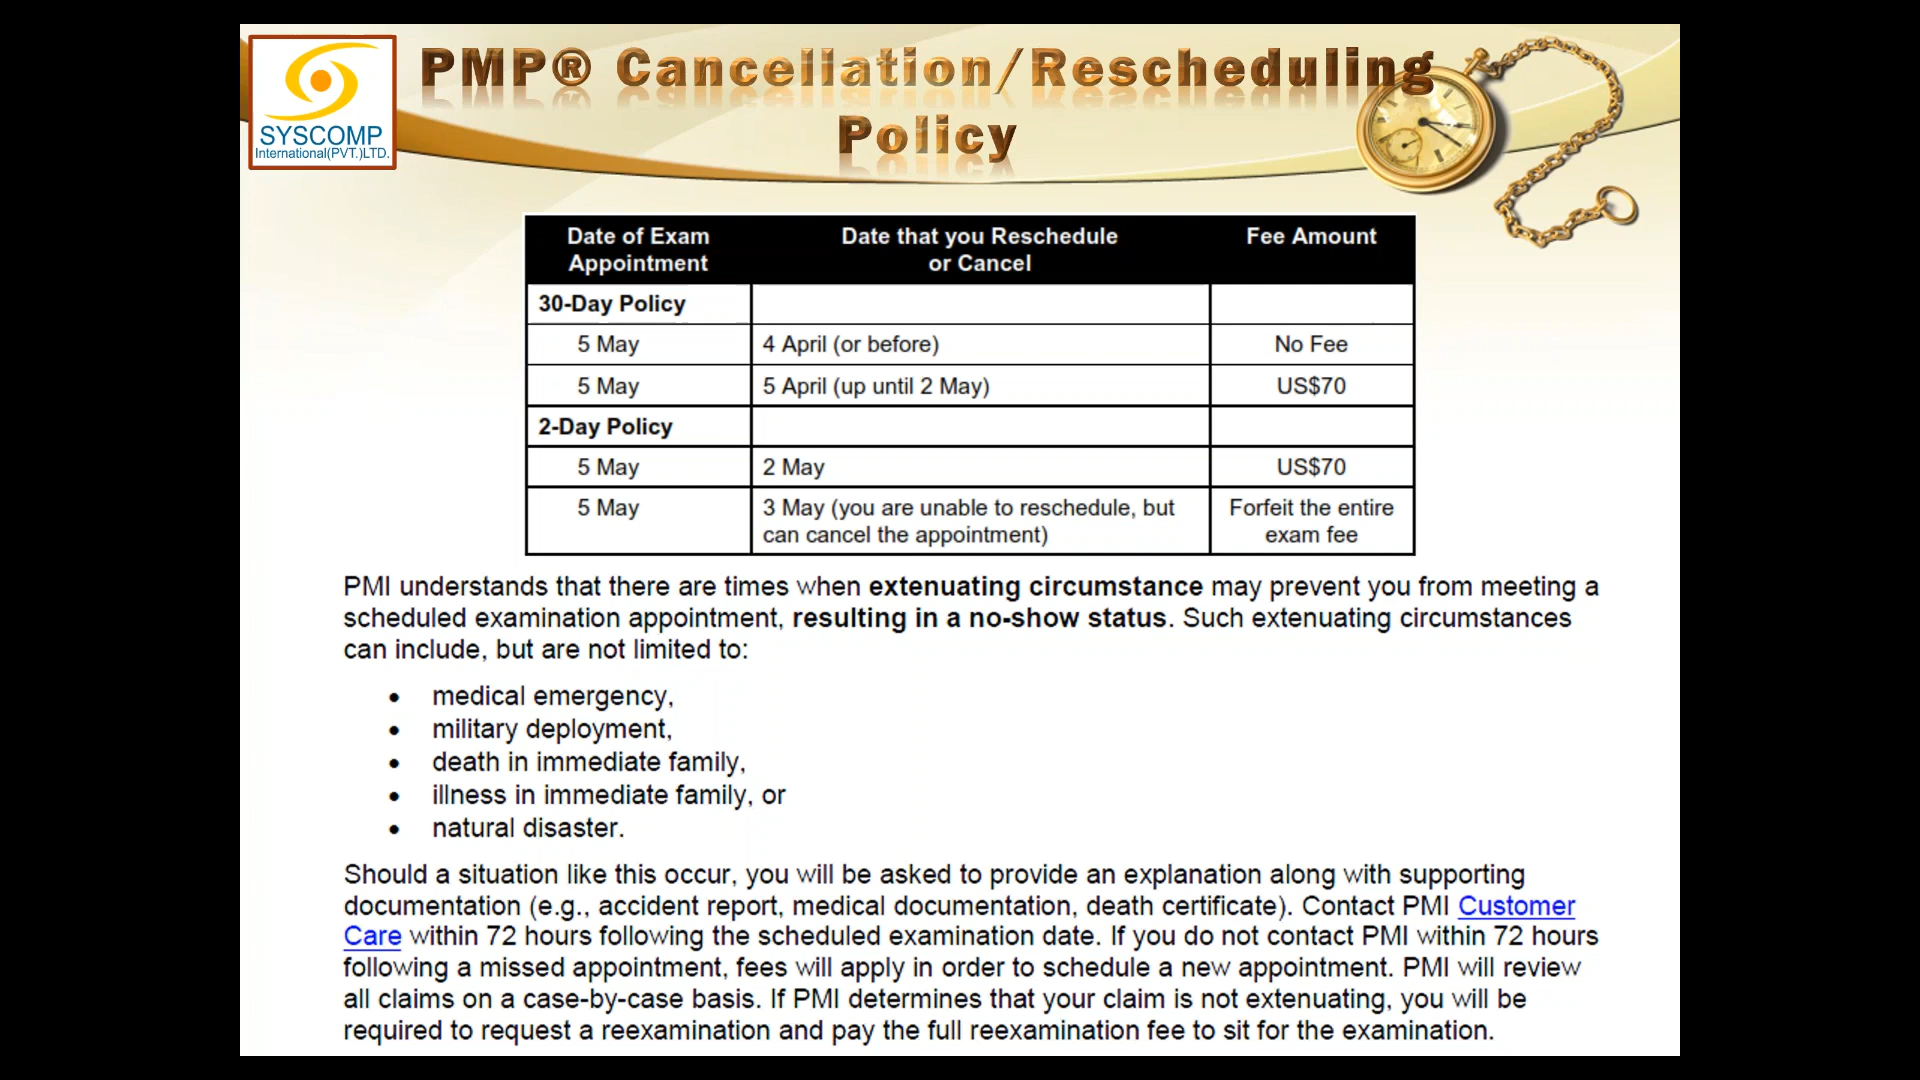 SYSCOMP
International(PVT.)LTD.
PMP® Cancellation/Rescheduling
Policy
Date of Exam Appointment
Date that you Reschedule or Cancel
Fee Amount
30-Day Policy
5 May 4 April (or before) No Fee
5 May 5 April (up until 2 May) US$70
2-Day Policy
5 May 2 May US$70
5 May 3 May (you are unable to reschedule, but can cancel the appointment) Forfeit the entire exam fee
PMI understands that there are times when extenuating circumstance may prevent you from meeting a
scheduled examination appointment, resulting in a no-show status. Such extenuating circumstances
can include, but are not limited to:
• medical emergency,
• military deployment,
• death in immediate family,
• illness in immediate family, or
• natural disaster.
Should a situation like this occur, you will be asked to provide an explanation along with supporting
documentation (e.g., accident report, medical documentation, death certificate). Contact PMI Customer
Care within 72 hours following the scheduled examination date. If you do not contact PMI within 72 hours
following a missed appointment, fees will apply in order to schedule a new appointment. PMI will review
all claims on a case-by-case basis. If PMI determines that your claim is not extenuating, you will be
required to request a reexamination and pay the full reexamination fee to sit for the examination.